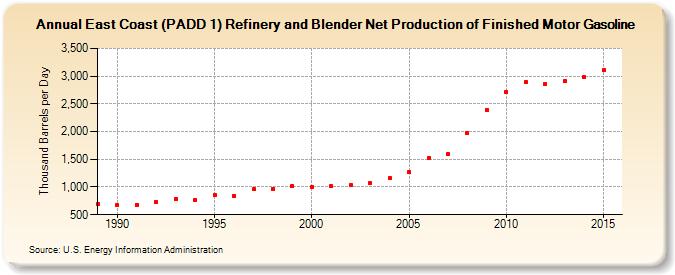 Annual East Coast (PADD 1) Refinery and Blender Net Production of Finished Motor Gasoline
Thousand Barrels per Day
3,500
3,000
2,500
2,000
1,500
1,000
500
1990 1995 2000 2005 2010 2015
Source: U.S. Energy Information Administration